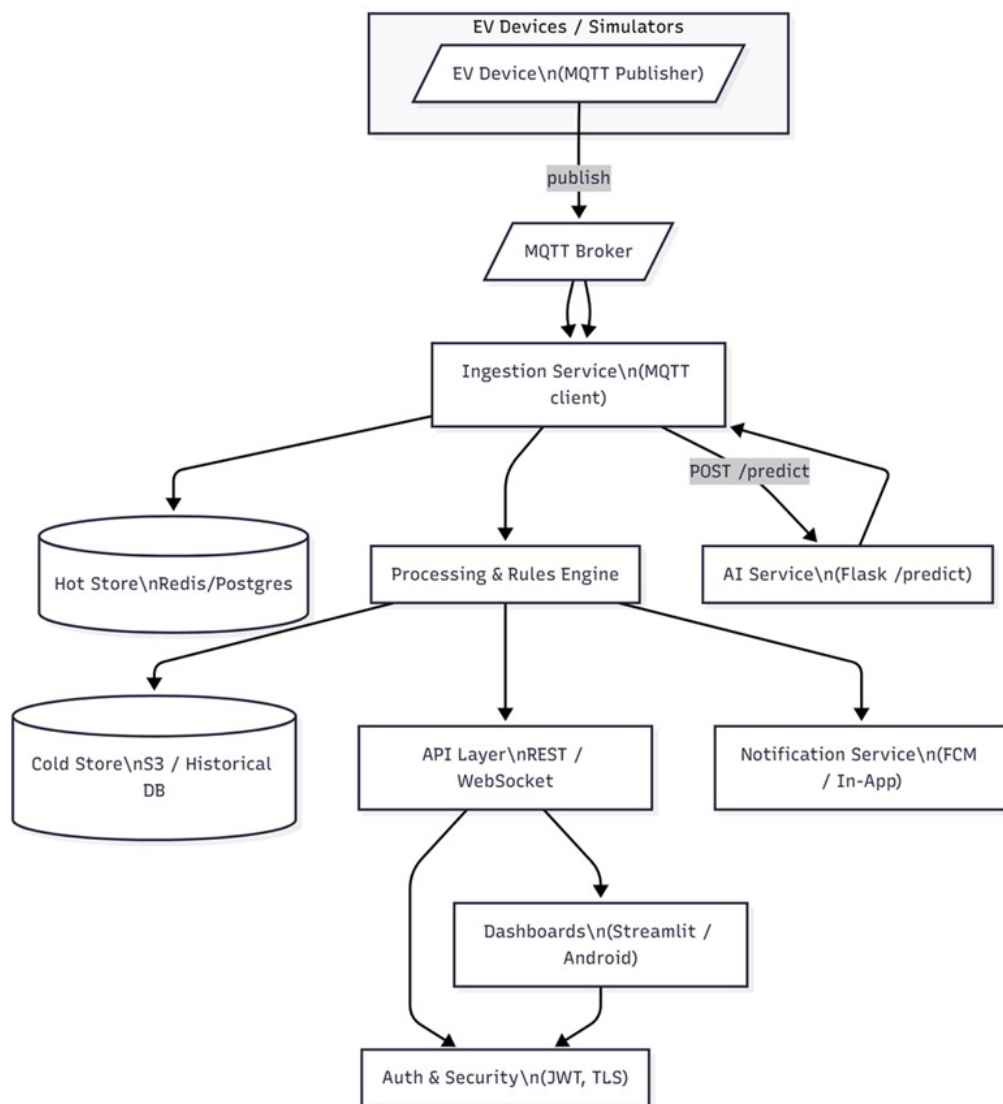 EV Devices / Simulators
EV Device\n(MQTT Publisher)
publish
MQTT Broker
Ingestion Service\n(MQTT
client)
POST /predict
Hot Store\nRedis/Postgres
Processing & Rules Engine
AI Service\n(Flask /predict)
Cold Store\nS3 / Historical
DB
API Layer\nREST /
WebSocket
Notification Service\n(FCM
/ In-App)
Dashboards\n(Streamlit /
Android)
Auth & Security\n(JWT, TLS)